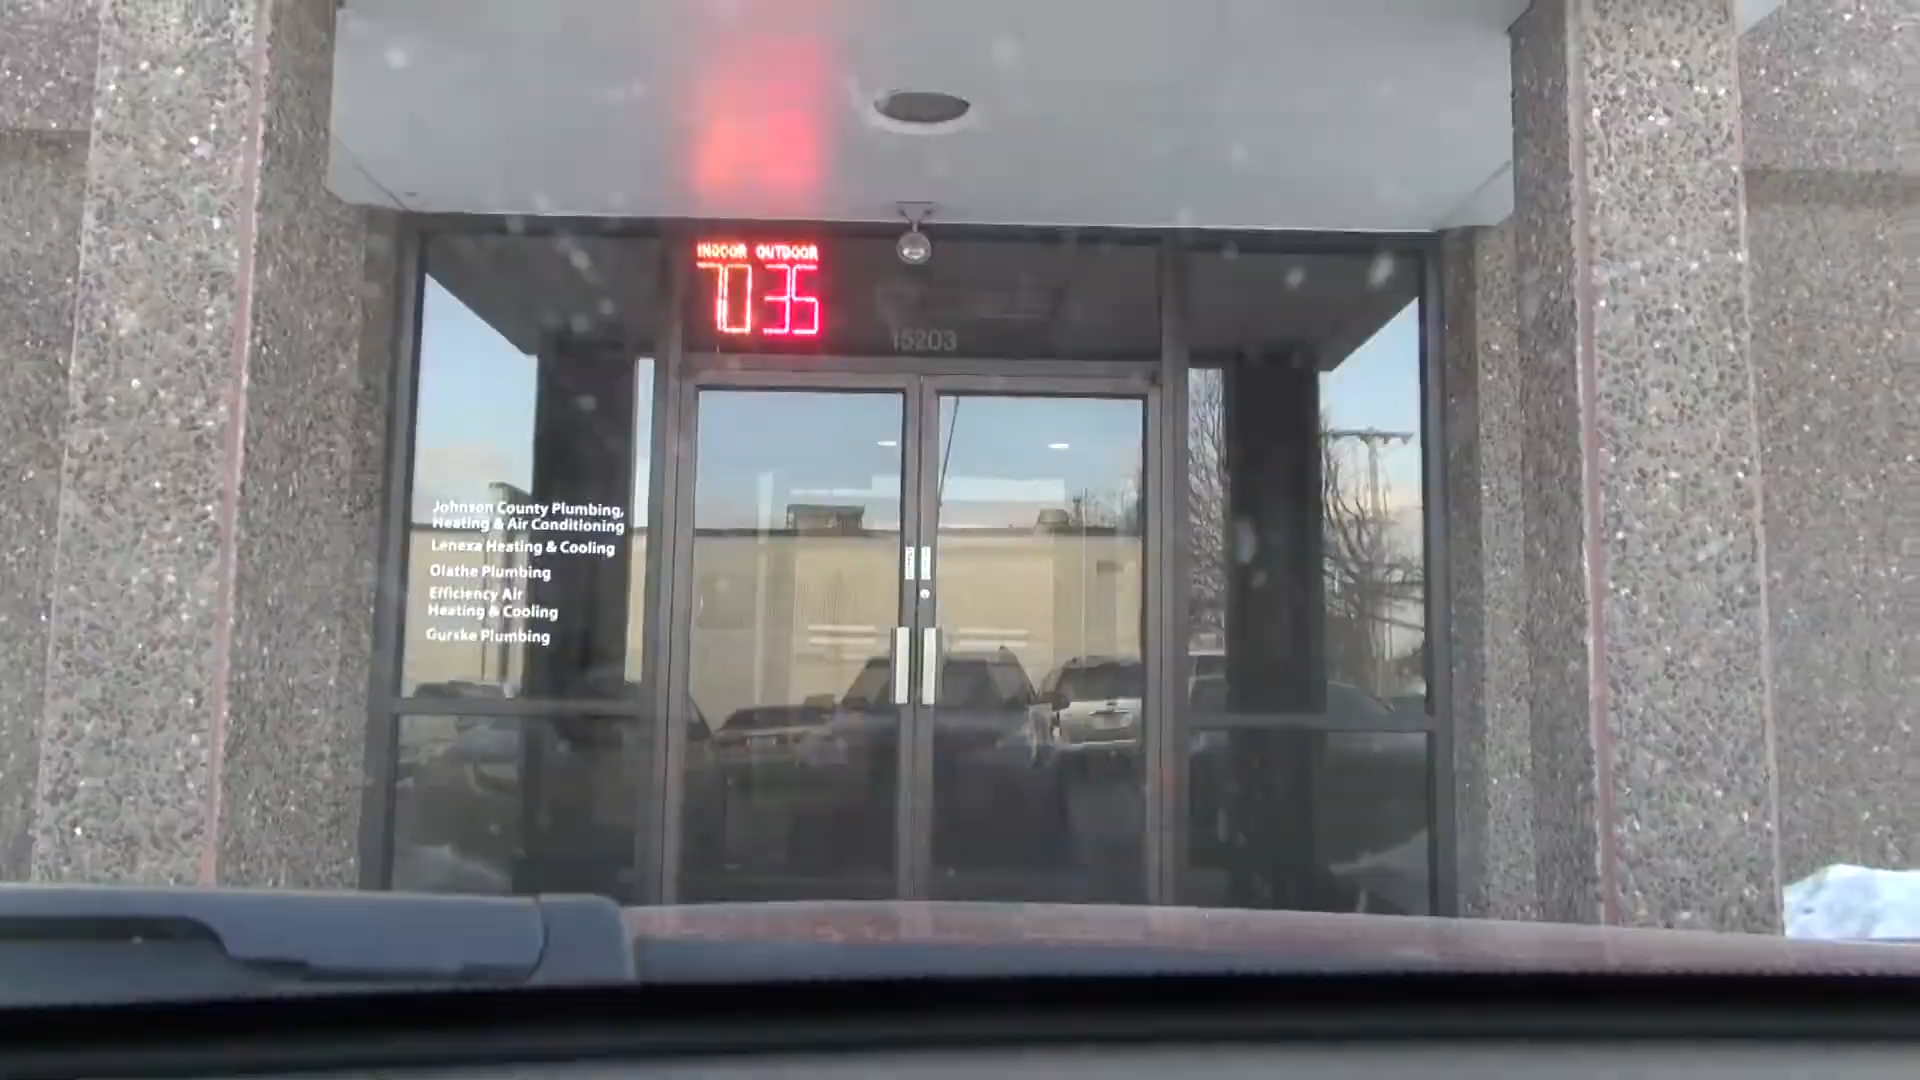 INDOOR OUTDOOR
70 35
15203
Johnson County Plumbing,
Heating & Air Conditioning
Lenexa Heating & Cooling
Olathe Plumbing
Efficiency Air
Heating & Cooling
Gurske Plumbing